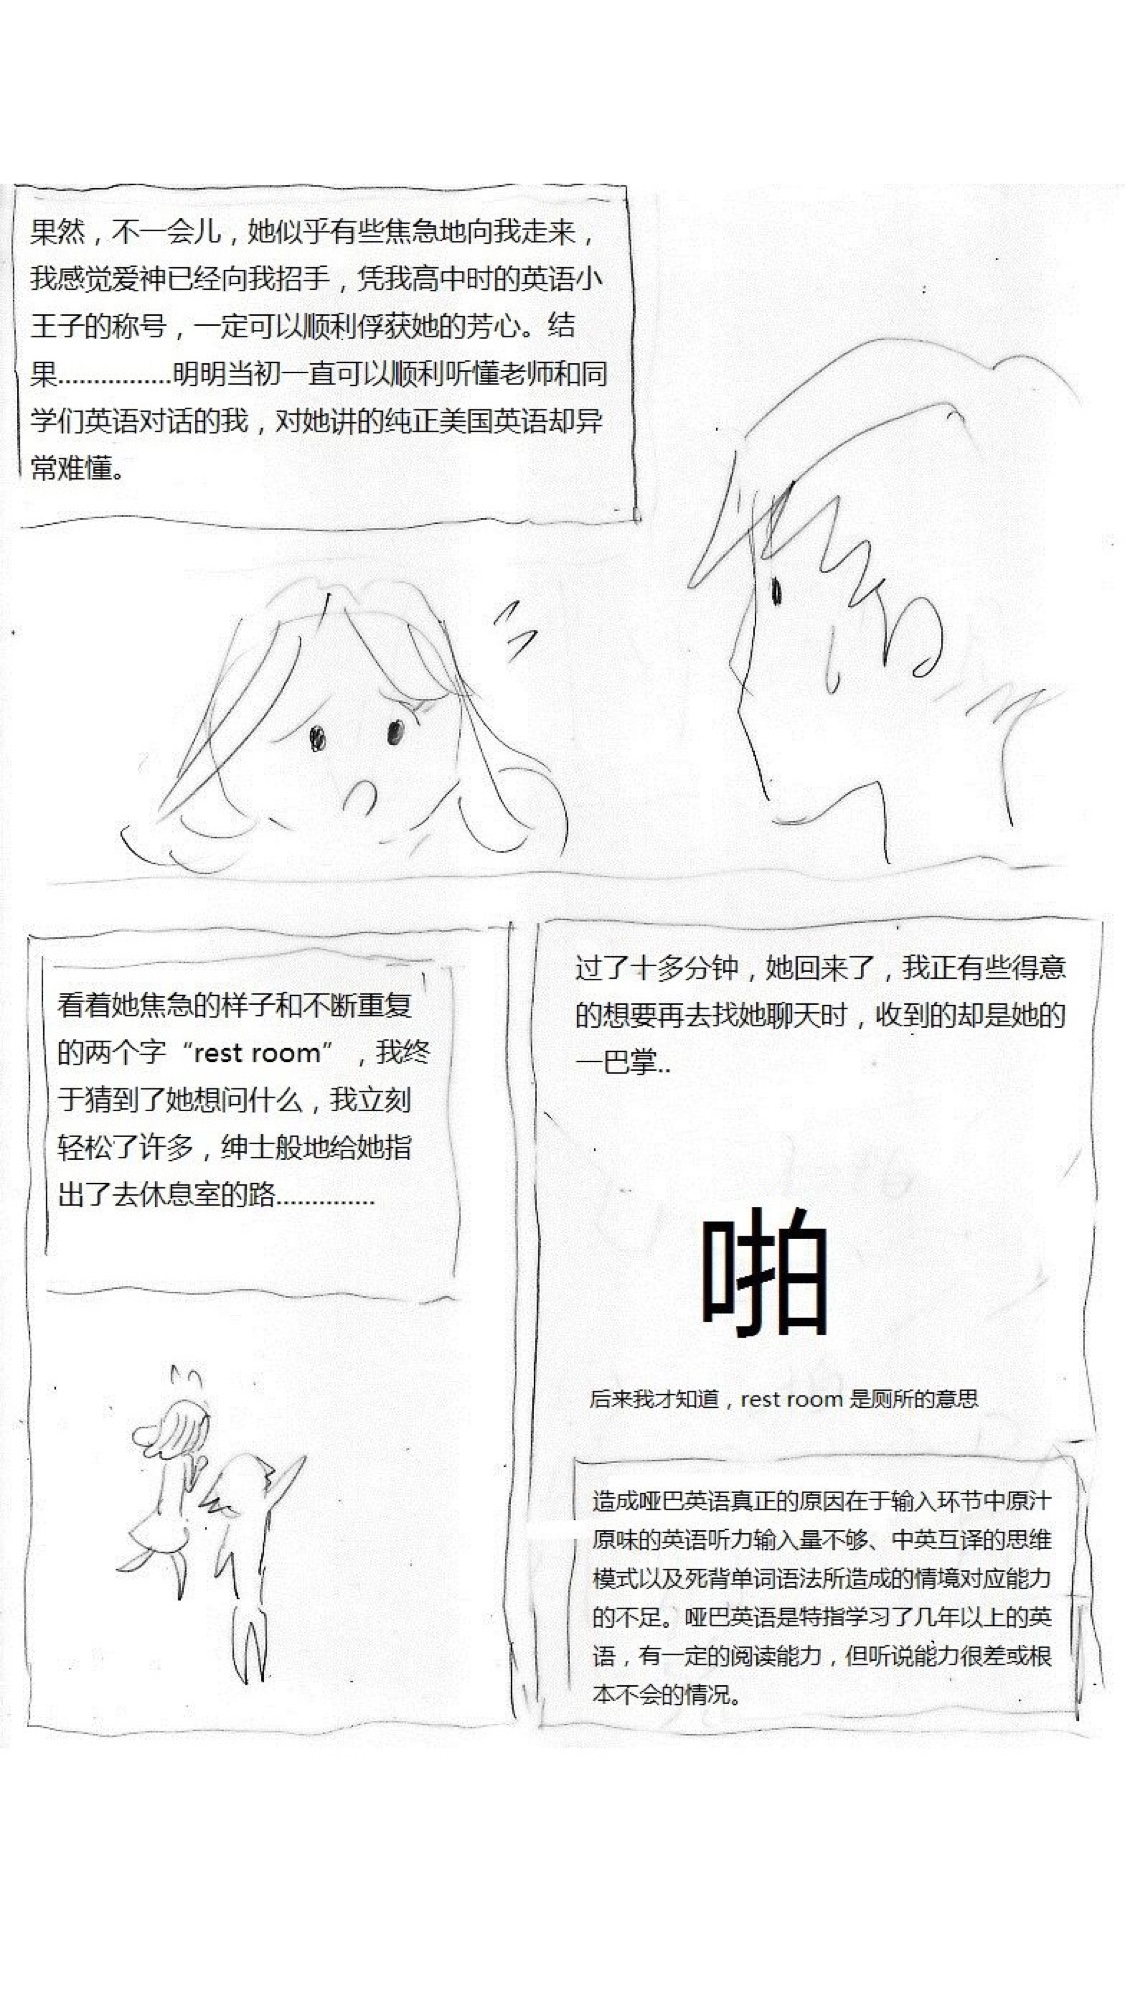 果然，不一会儿，她似乎有些焦急地向我走来，
我感觉爱神已经向我招手，凭我高中时的英语小
王子的称号，一定可以顺利俘获她的芳心。结
果................明明当初一直可以顺利听懂老师和同
学们英语对话的我，对她讲的纯正美国英语却异
常难懂。
看着她焦急的样子和不断重复
的两个字“rest room”，我终
于猜到了她想问什么，我立刻
轻松了许多，绅士般地给她指
出了去休息室的路..............
过了十多分钟，她回来了，我正有些得意
的想要再去找她聊天时，收到的却是她的
一巴掌..
啪
后来我才知道，rest room 是厕所的意思
造成哑巴英语真正的原因在于输入环节中原汁
原味的英语听力输入量不够、中英互译的思维
模式以及死背单词语法所造成的情境对应能力
的不足。哑巴英语是特指学习了几年以上的英
语，有一定的阅读能力，但听说能力很差或根
本不会的情况。